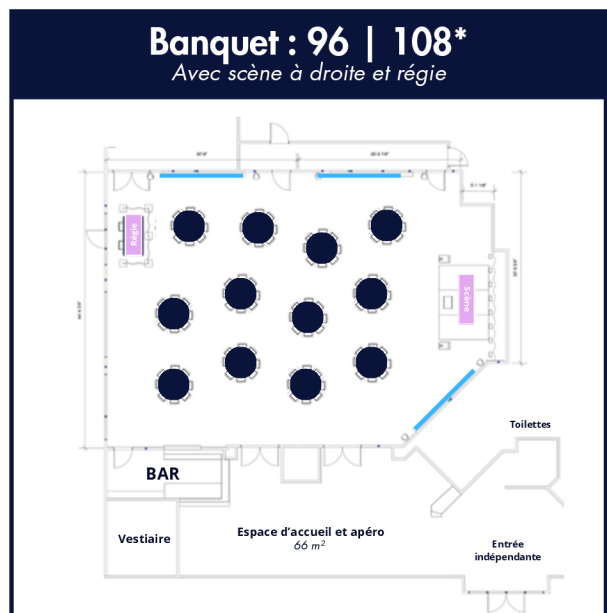 Banquet : 96 | 108*
Avec scène à droite et régie
Régie
Scène
Toilettes
BAR
Vestiaire
Espace d’accueil et apéro
66 m²
Entrée
indépendante